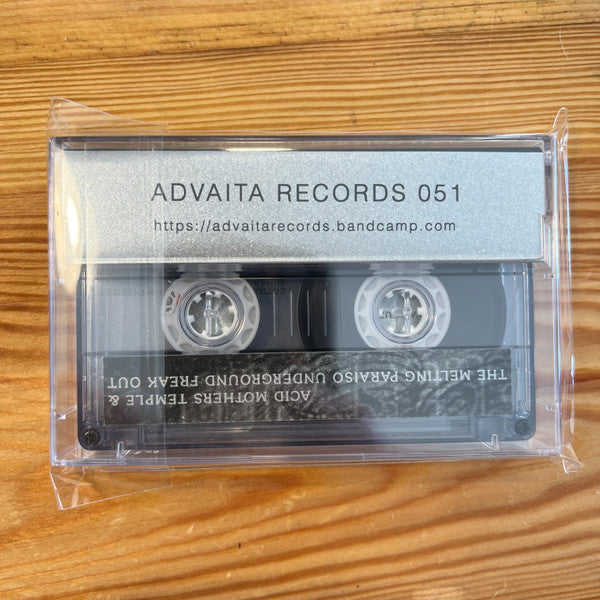 ADVAITA RECORDS 051
https://advaitarecords.bandcamp.com
ACID MOTHERS TEMPLE &
THE MELTING PARAISO UNDERGROUND FREAK OUT